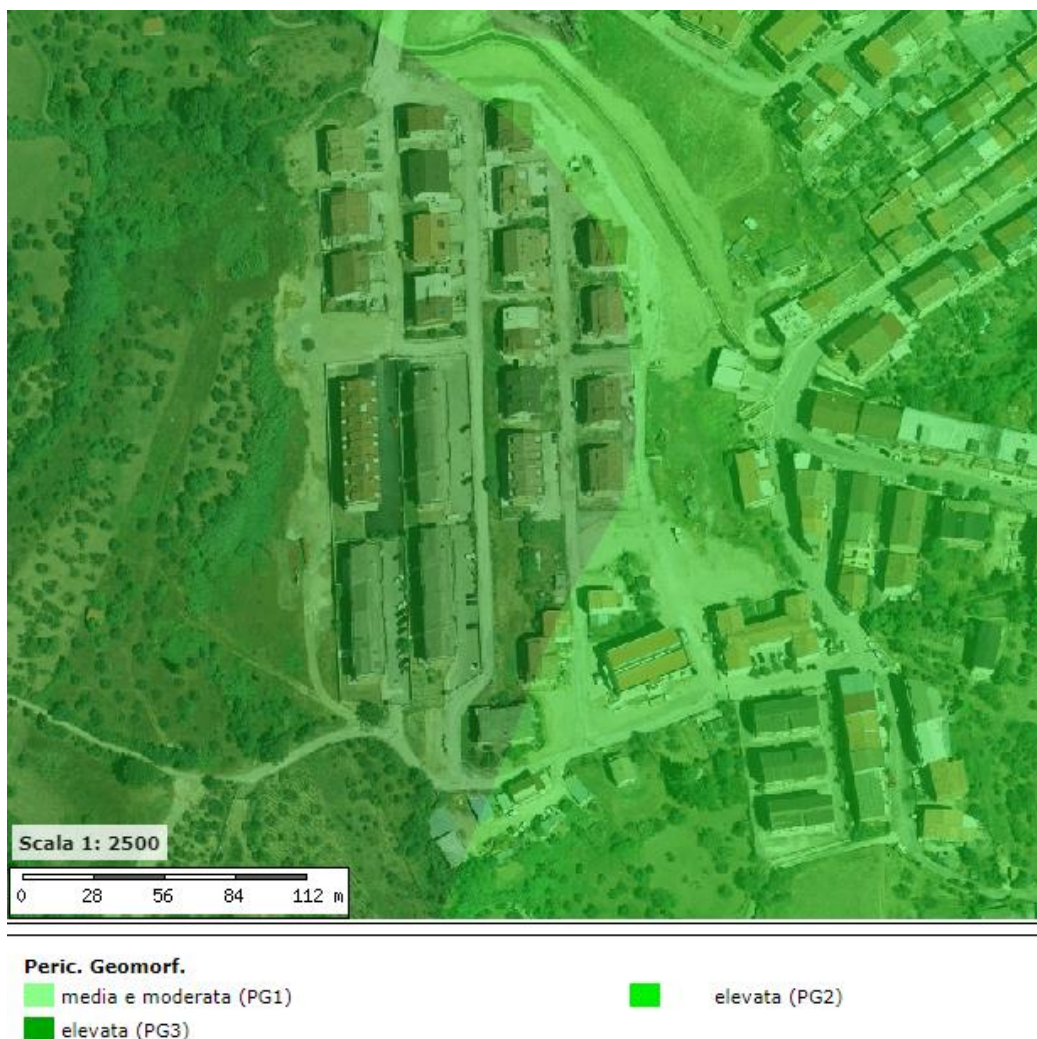 Scala 1: 2500
0 28 56 84 112 m
Peric. Geomorf.
media e moderata (PG1)
elevata (PG2)
elevata (PG3)